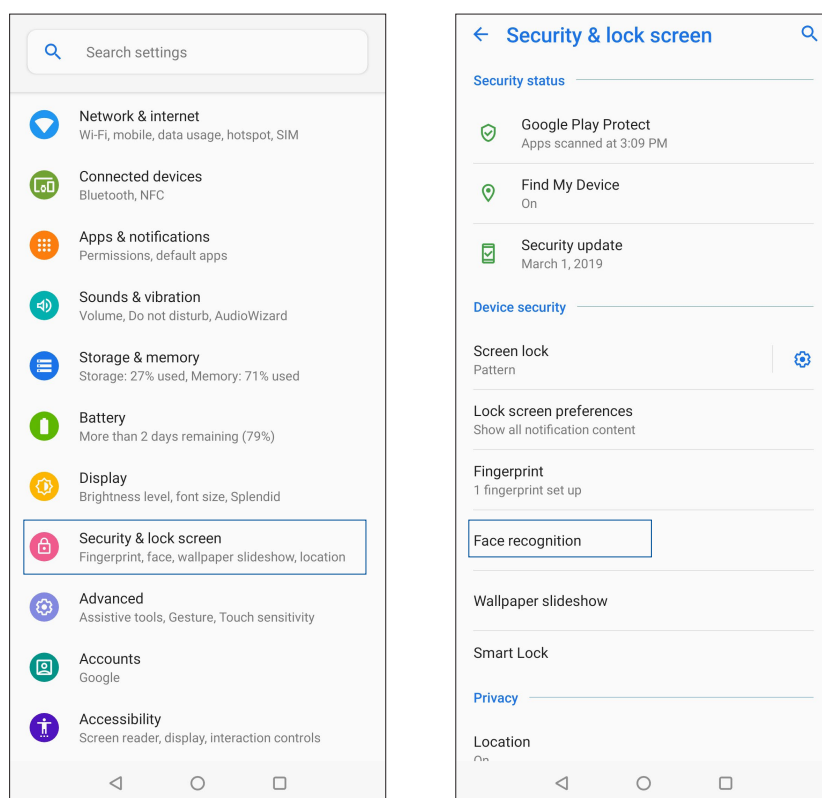 Search settings
Network & internet
Wi-Fi, mobile, data usage, hotspot, SIM
Connected devices
Bluetooth, NFC
Apps & notifications
Permissions, default apps
Sounds & vibration
Volume, Do not disturb, AudioWizard
Storage & memory
Storage: 27% used, Memory: 71% used
Battery
More than 2 days remaining (79%)
Display
Brightness level, font size, Splendid
Security & lock screen
Fingerprint, face, wallpaper slideshow, location
Advanced
Assistive tools, Gesture, Touch sensitivity
Accounts
Google
Accessibility
Screen reader, display, interaction controls
Security & lock screen
Security status
Google Play Protect
Apps scanned at 3:09 PM
Find My Device
On
Security update
March 1, 2019
Device security
Screen lock
Pattern
Lock screen preferences
Show all notification content
Fingerprint
1 fingerprint set up
Face recognition
Wallpaper slideshow
Smart Lock
Privacy
Location
On